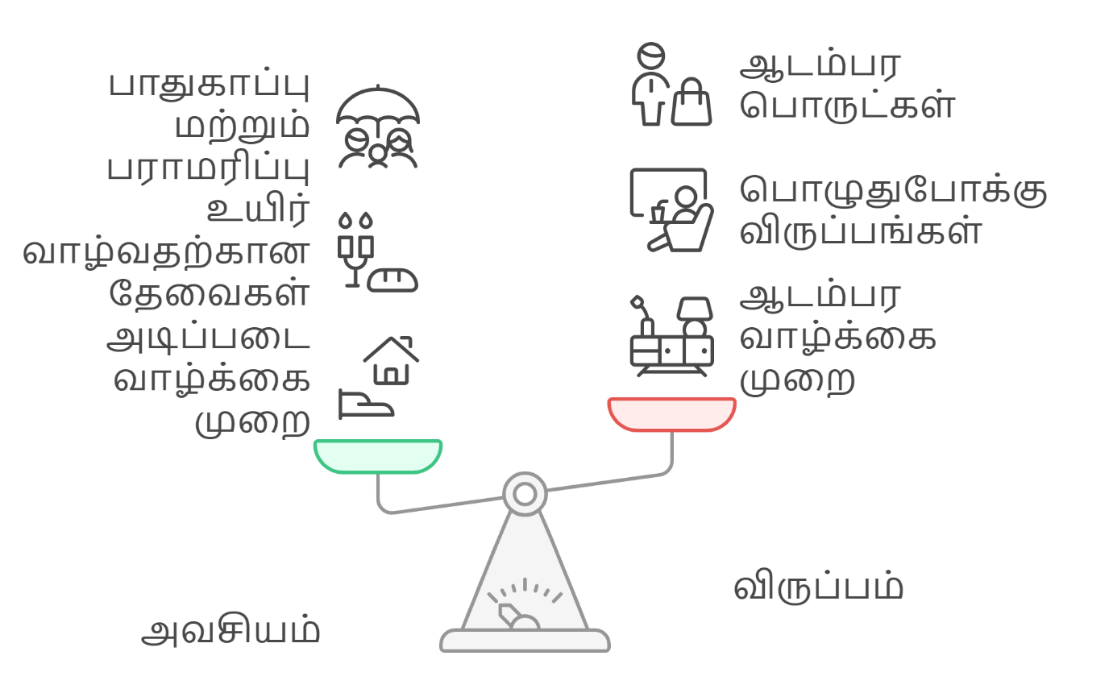 பாதுகாப்பு
மற்றும்
பராமரிப்பு
உயிர்
வாழ்வதற்கான
தேவைகள்
அடிப்படை
வாழ்க்கை
முறை
ஆடம்பர
பொருட்கள்
பொழுதுபோக்கு
விருப்பங்கள்
ஆடம்பர
வாழ்க்கை
முறை
அவசியம்
விருப்பம்